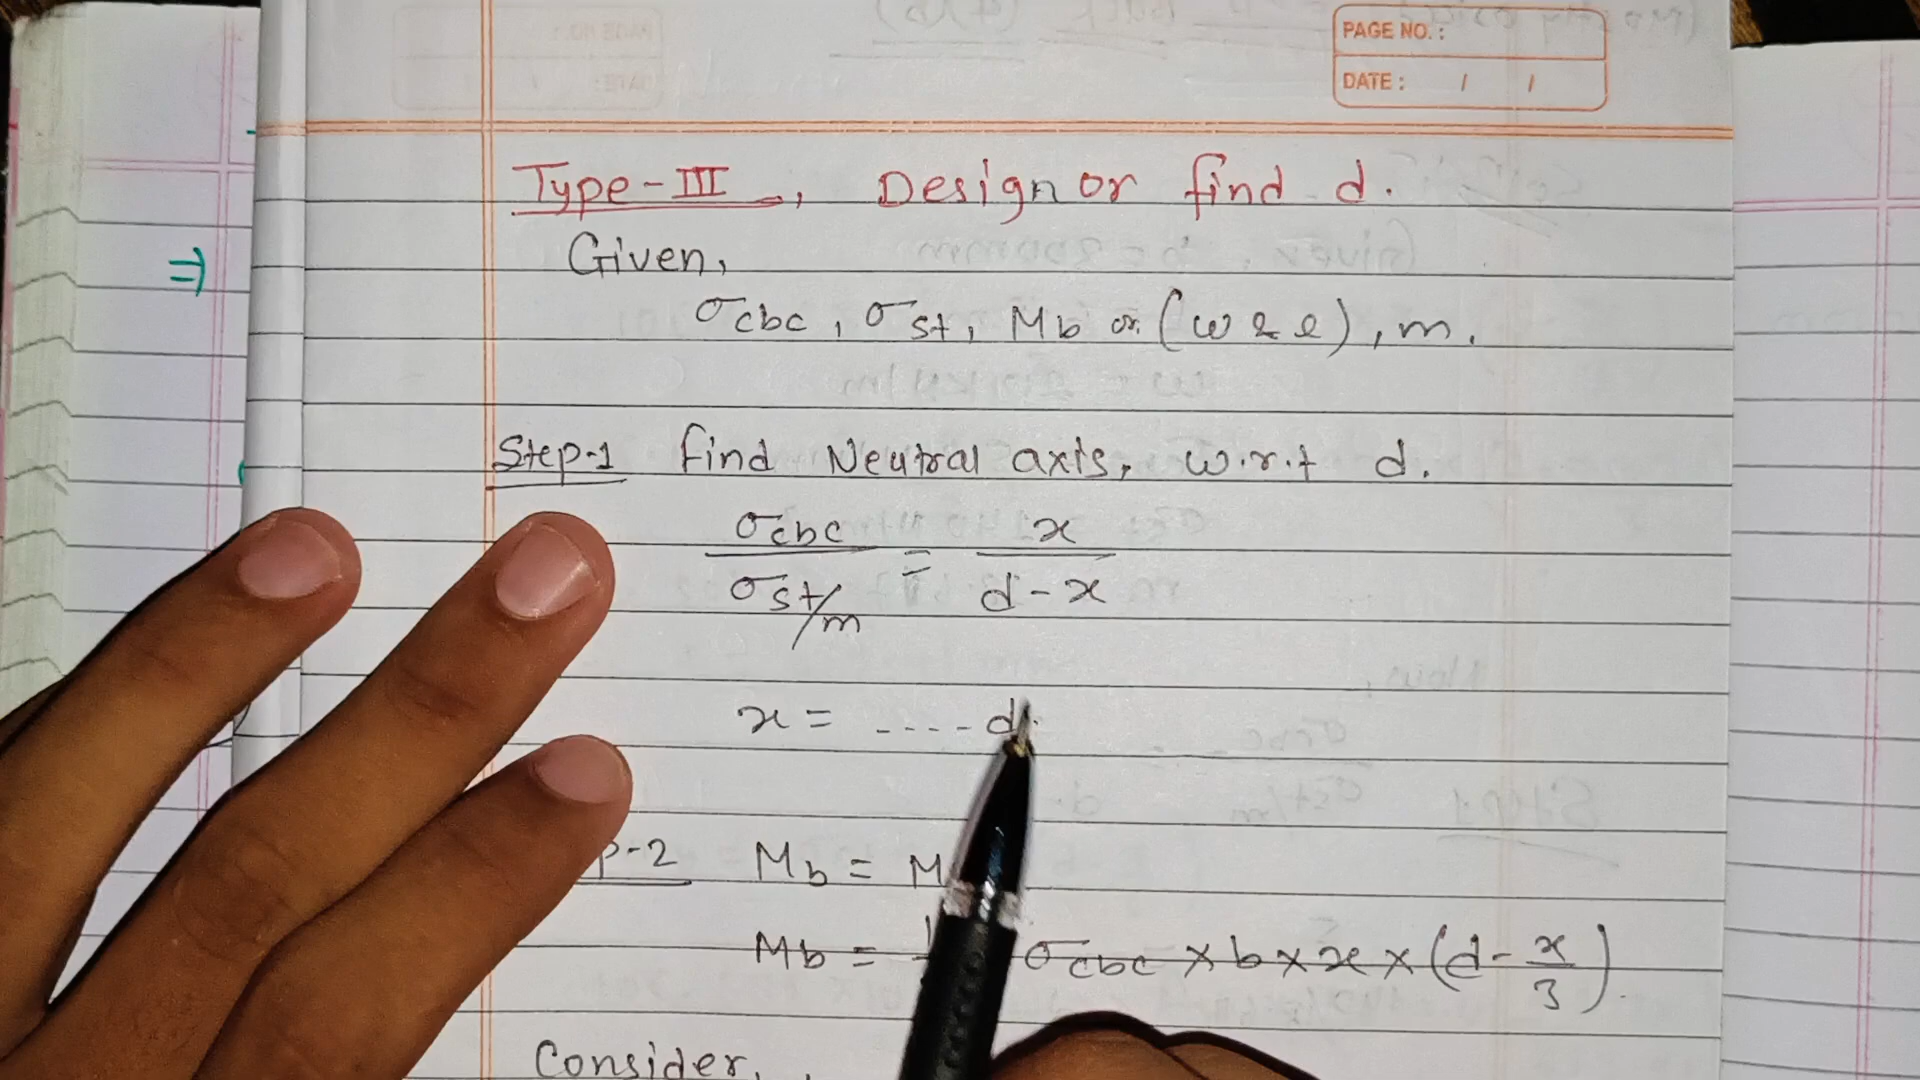 PAGE NO. :
DATE : / /
Type-III, Design or find d.
Given,
σcbc, σst, Mb or (w & l), m.
⇒
Step-1 Find Neutral axis, w.r.t d.
σcbc / (σst/m) = x / (d-x)
x = ---- d.
p-2 Mb = M
Mb = σcbc × b × x × (d - x/3).
Consider,